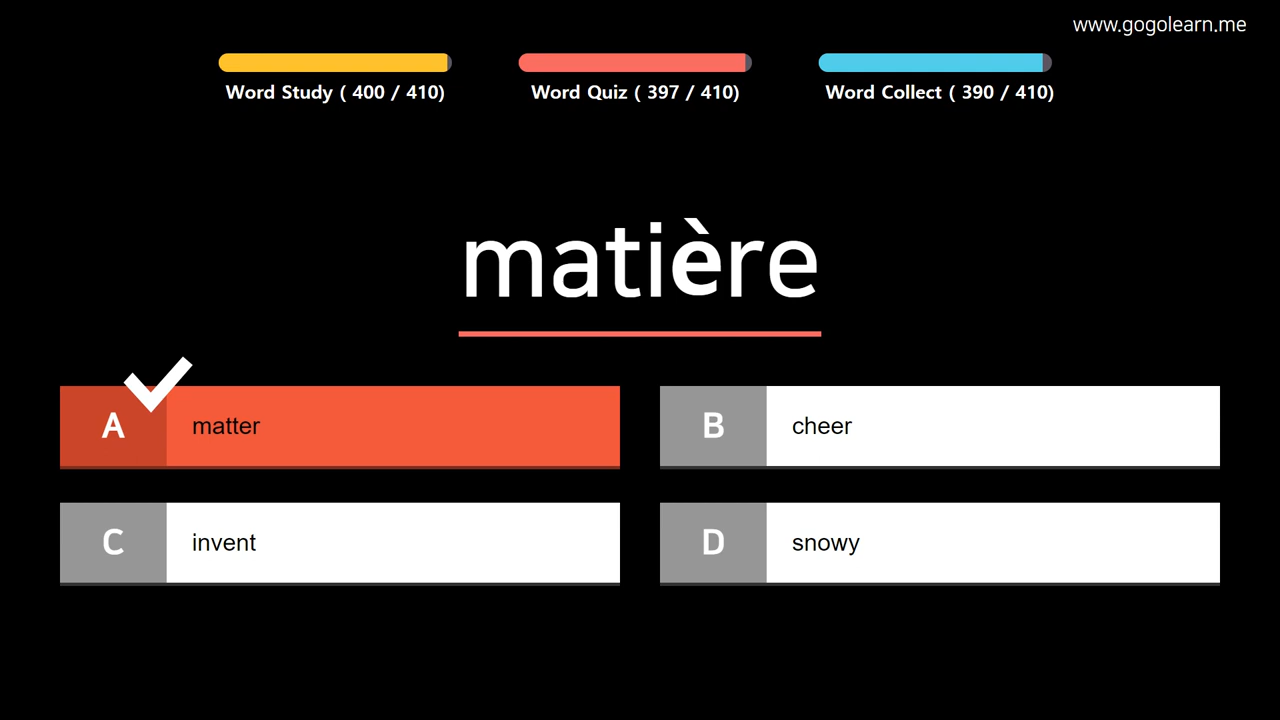 www.gogolearn.me
Word Study ( 400 / 410)
Word Quiz ( 397 / 410)
Word Collect ( 390 / 410)
matière
A matter
B cheer
C invent
D snowy